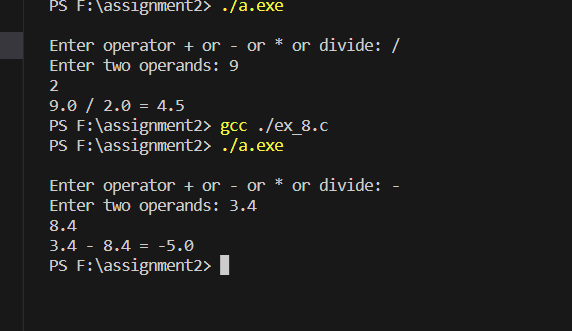 PS F:\assignment2> ./a.exe
Enter operator + or - or * or divide: /
Enter two operands: 9
2
9.0 / 2.0 = 4.5
PS F:\assignment2> gcc ./ex_8.c
PS F:\assignment2> ./a.exe
Enter operator + or - or * or divide: -
Enter two operands: 3.4
8.4
3.4 - 8.4 = -5.0
PS F:\assignment2>